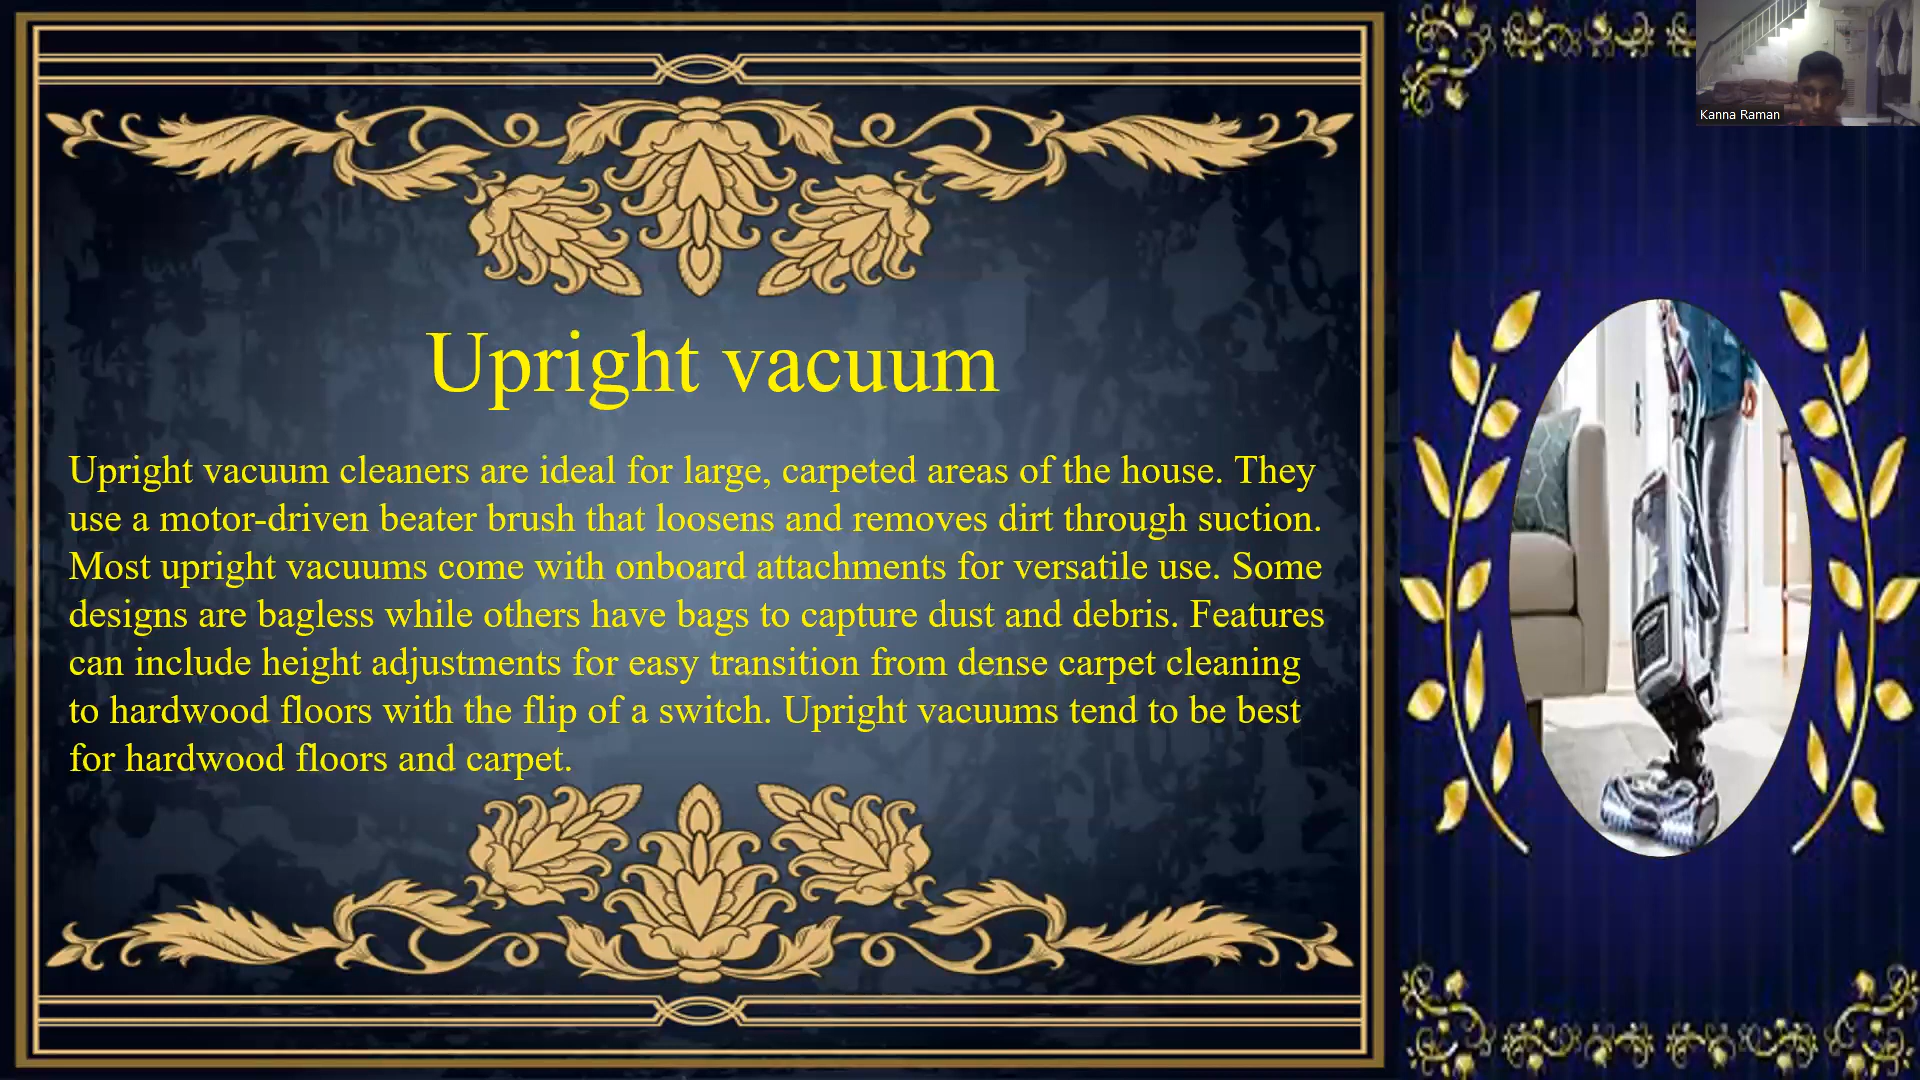 Kanna Raman
Upright vacuum
Upright vacuum cleaners are ideal for large, carpeted areas of the house. They
use a motor-driven beater brush that loosens and removes dirt through suction.
Most upright vacuums come with onboard attachments for versatile use. Some
designs are bagless while others have bags to capture dust and debris. Features
can include height adjustments for easy transition from dense carpet cleaning
to hardwood floors with the flip of a switch. Upright vacuums tend to be best
for hardwood floors and carpet.